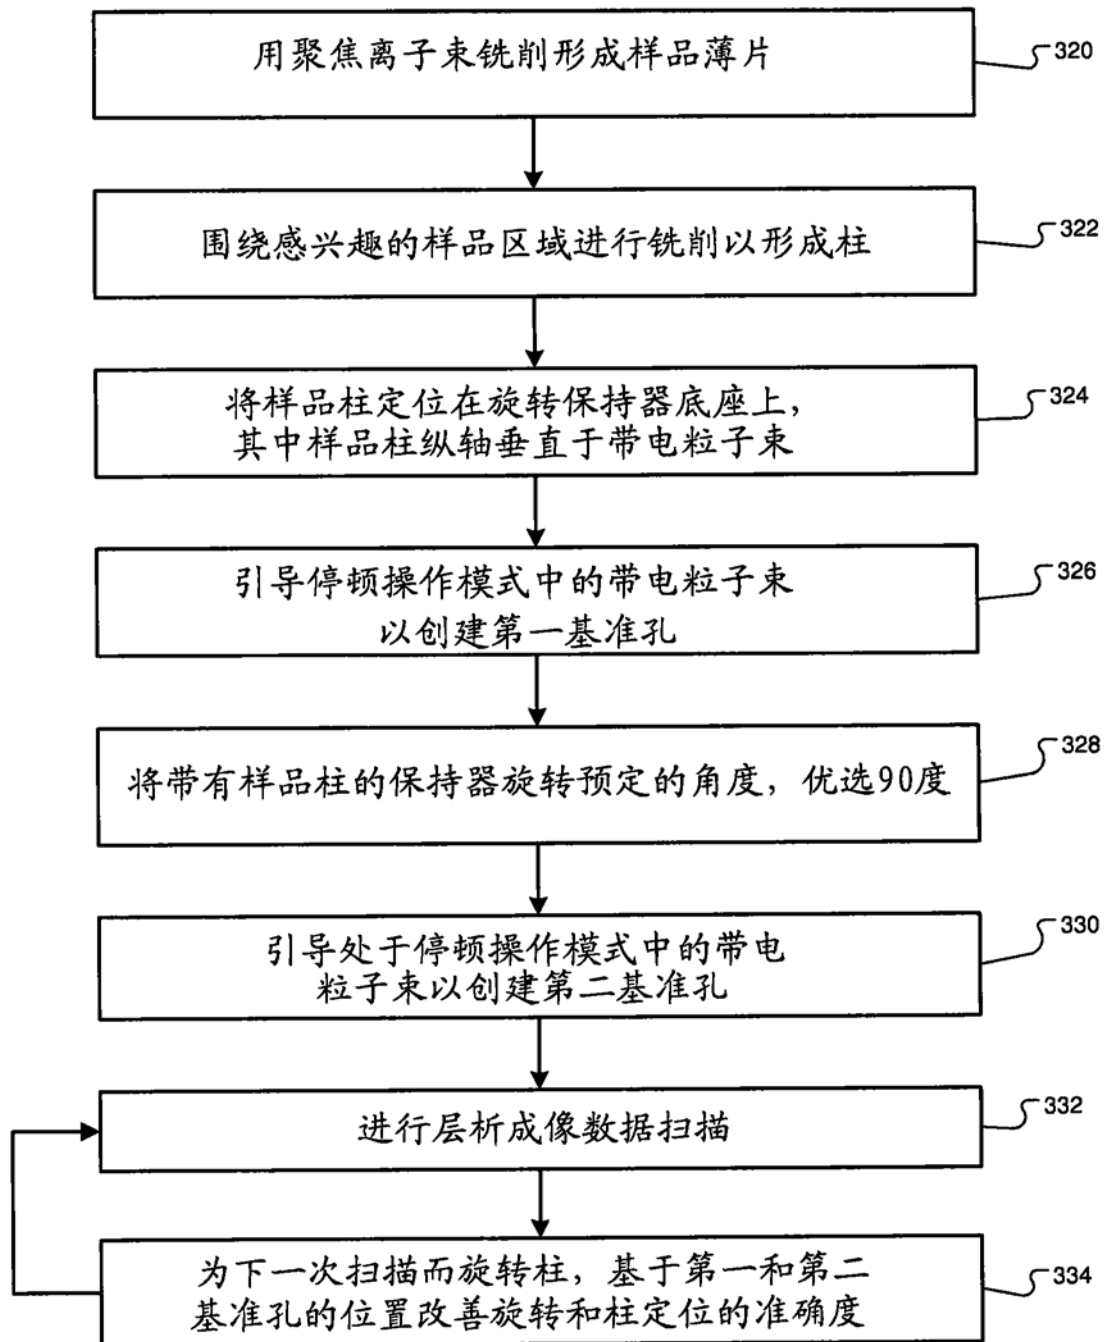 用聚焦离子束铣削形成样品薄片
320
围绕感兴趣的样品区域进行铣削以形成柱
322
将样品柱定位在旋转保持器底座上，
其中样品柱纵轴垂直于带电粒子束
324
引导停顿操作模式中的带电粒子束
以创建第一基准孔
326
将带有样品柱的保持器旋转预定的角度，优选90度
328
引导处于停顿操作模式中的带电
粒子束以创建第二基准孔
330
进行层析成像数据扫描
332
为下一次扫描而旋转柱，基于第一和第二
基准孔的位置改善旋转和柱定位的准确度
334